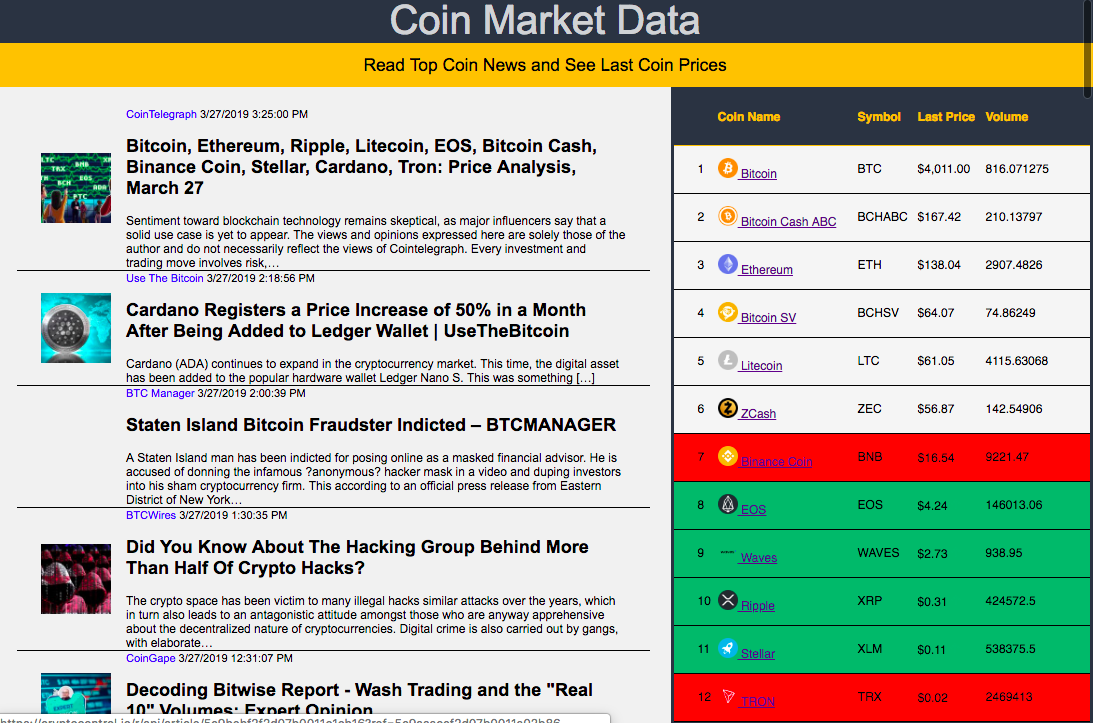 Coin Market Data
Read Top Coin News and See Last Coin Prices
CoinTelegraph 3/27/2019 3:25:00 PM
Bitcoin, Ethereum, Ripple, Litecoin, EOS, Bitcoin Cash,
Binance Coin, Stellar, Cardano, Tron: Price Analysis,
March 27
Sentiment toward blockchain technology remains skeptical, as major influencers say that a
solid use case is yet to appear. The views and opinions expressed here are solely those of the
author and do not necessarily reflect the views of Cointelegraph. Every investment and
trading move involves risk,…
Use The Bitcoin 3/27/2019 2:18:56 PM
Cardano Registers a Price Increase of 50% in a Month
After Being Added to Ledger Wallet | UseTheBitcoin
Cardano (ADA) continues to expand in the cryptocurrency market. This time, the digital asset
has been added to the popular hardware wallet Ledger Nano S. This was something […]
BTC Manager 3/27/2019 2:00:39 PM
Staten Island Bitcoin Fraudster Indicted – BTCMANAGER
A Staten Island man has been indicted for posing online as a masked financial advisor. He is
accused of donning the infamous ?anonymous? hacker mask in a video and duping investors
into his sham cryptocurrency firm. This according to an official press release from Eastern
District of New York…
BTCWires 3/27/2019 1:30:35 PM
Did You Know About The Hacking Group Behind More
Than Half Of Crypto Hacks?
The crypto space has been victim to many illegal hacks similar attacks over the years, which
in turn also leads to an antagonistic attitude amongst those who are anyway apprehensive
about the decentralized nature of cryptocurrencies. Digital crime is also carried out by gangs,
with elaborate…
CoinGape 3/27/2019 12:31:07 PM
Decoding Bitwise Report - Wash Trading and the "Real
10" Volumes: Expert Opinion
Coin Name Symbol Last Price Volume
1 Bitcoin BTC $4,011.00 816.071275
2 Bitcoin Cash ABC BCHABC $167.42 210.13797
3 Ethereum ETH $138.04 2907.4826
4 Bitcoin SV BCHSV $64.07 74.86249
5 Litecoin LTC $61.05 4115.63068
6 ZCash ZEC $56.87 142.54906
7 Binance Coin BNB $16.54 9221.47
8 EOS EOS $4.24 146013.06
9 Waves WAVES $2.73 938.95
10 Ripple XRP $0.31 424572.5
11 Stellar XLM $0.11 538375.5
12 TRON TRX $0.02 2469413